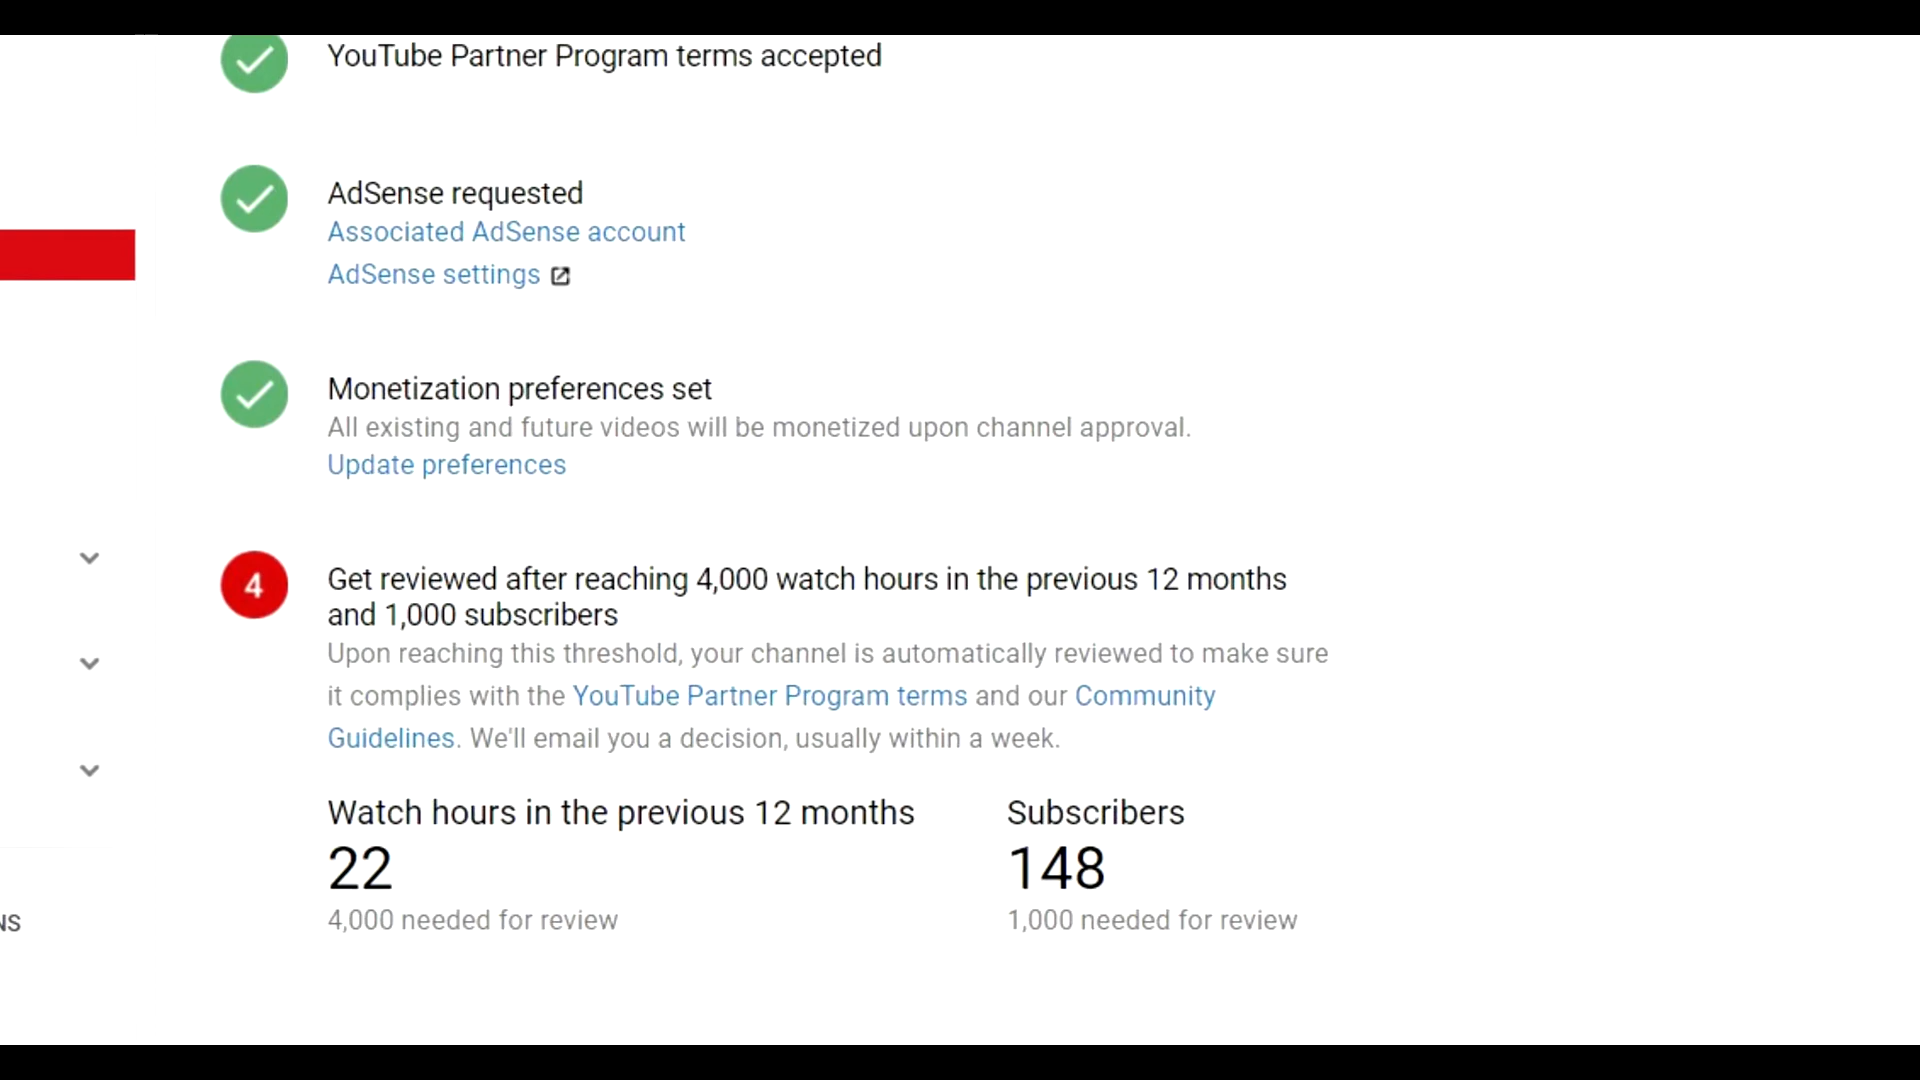 YouTube Partner Program terms accepted
AdSense requested
Associated AdSense account
AdSense settings
Monetization preferences set
All existing and future videos will be monetized upon channel approval.
Update preferences
4
Get reviewed after reaching 4,000 watch hours in the previous 12 months
and 1,000 subscribers
Upon reaching this threshold, your channel is automatically reviewed to make sure
it complies with the YouTube Partner Program terms and our Community
Guidelines. We'll email you a decision, usually within a week.
Watch hours in the previous 12 months
22
4,000 needed for review
Subscribers
148
1,000 needed for review
NS